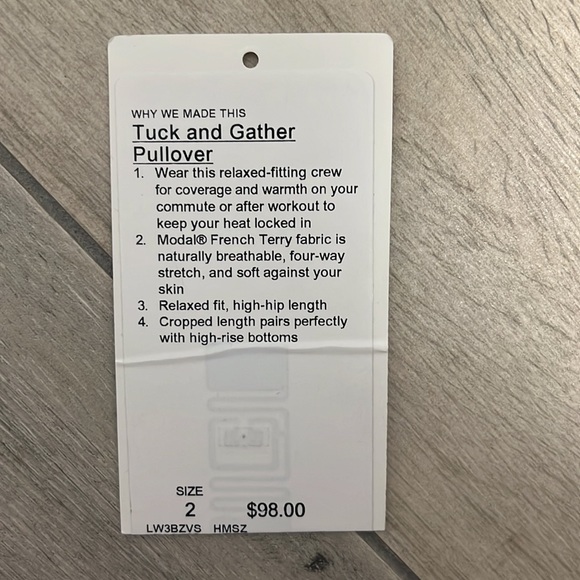 WHY WE MADE THIS
Tuck and Gather
Pullover
1. Wear this relaxed-fitting crew
for coverage and warmth on your
commute or after workout to
keep your heat locked in
2. Modal® French Terry fabric is
naturally breathable, four-way
stretch, and soft against your
skin
3. Relaxed fit, high-hip length
4. Cropped length pairs perfectly
with high-rise bottoms
SIZE
2 $98.00
LW3BZVS HMSZ